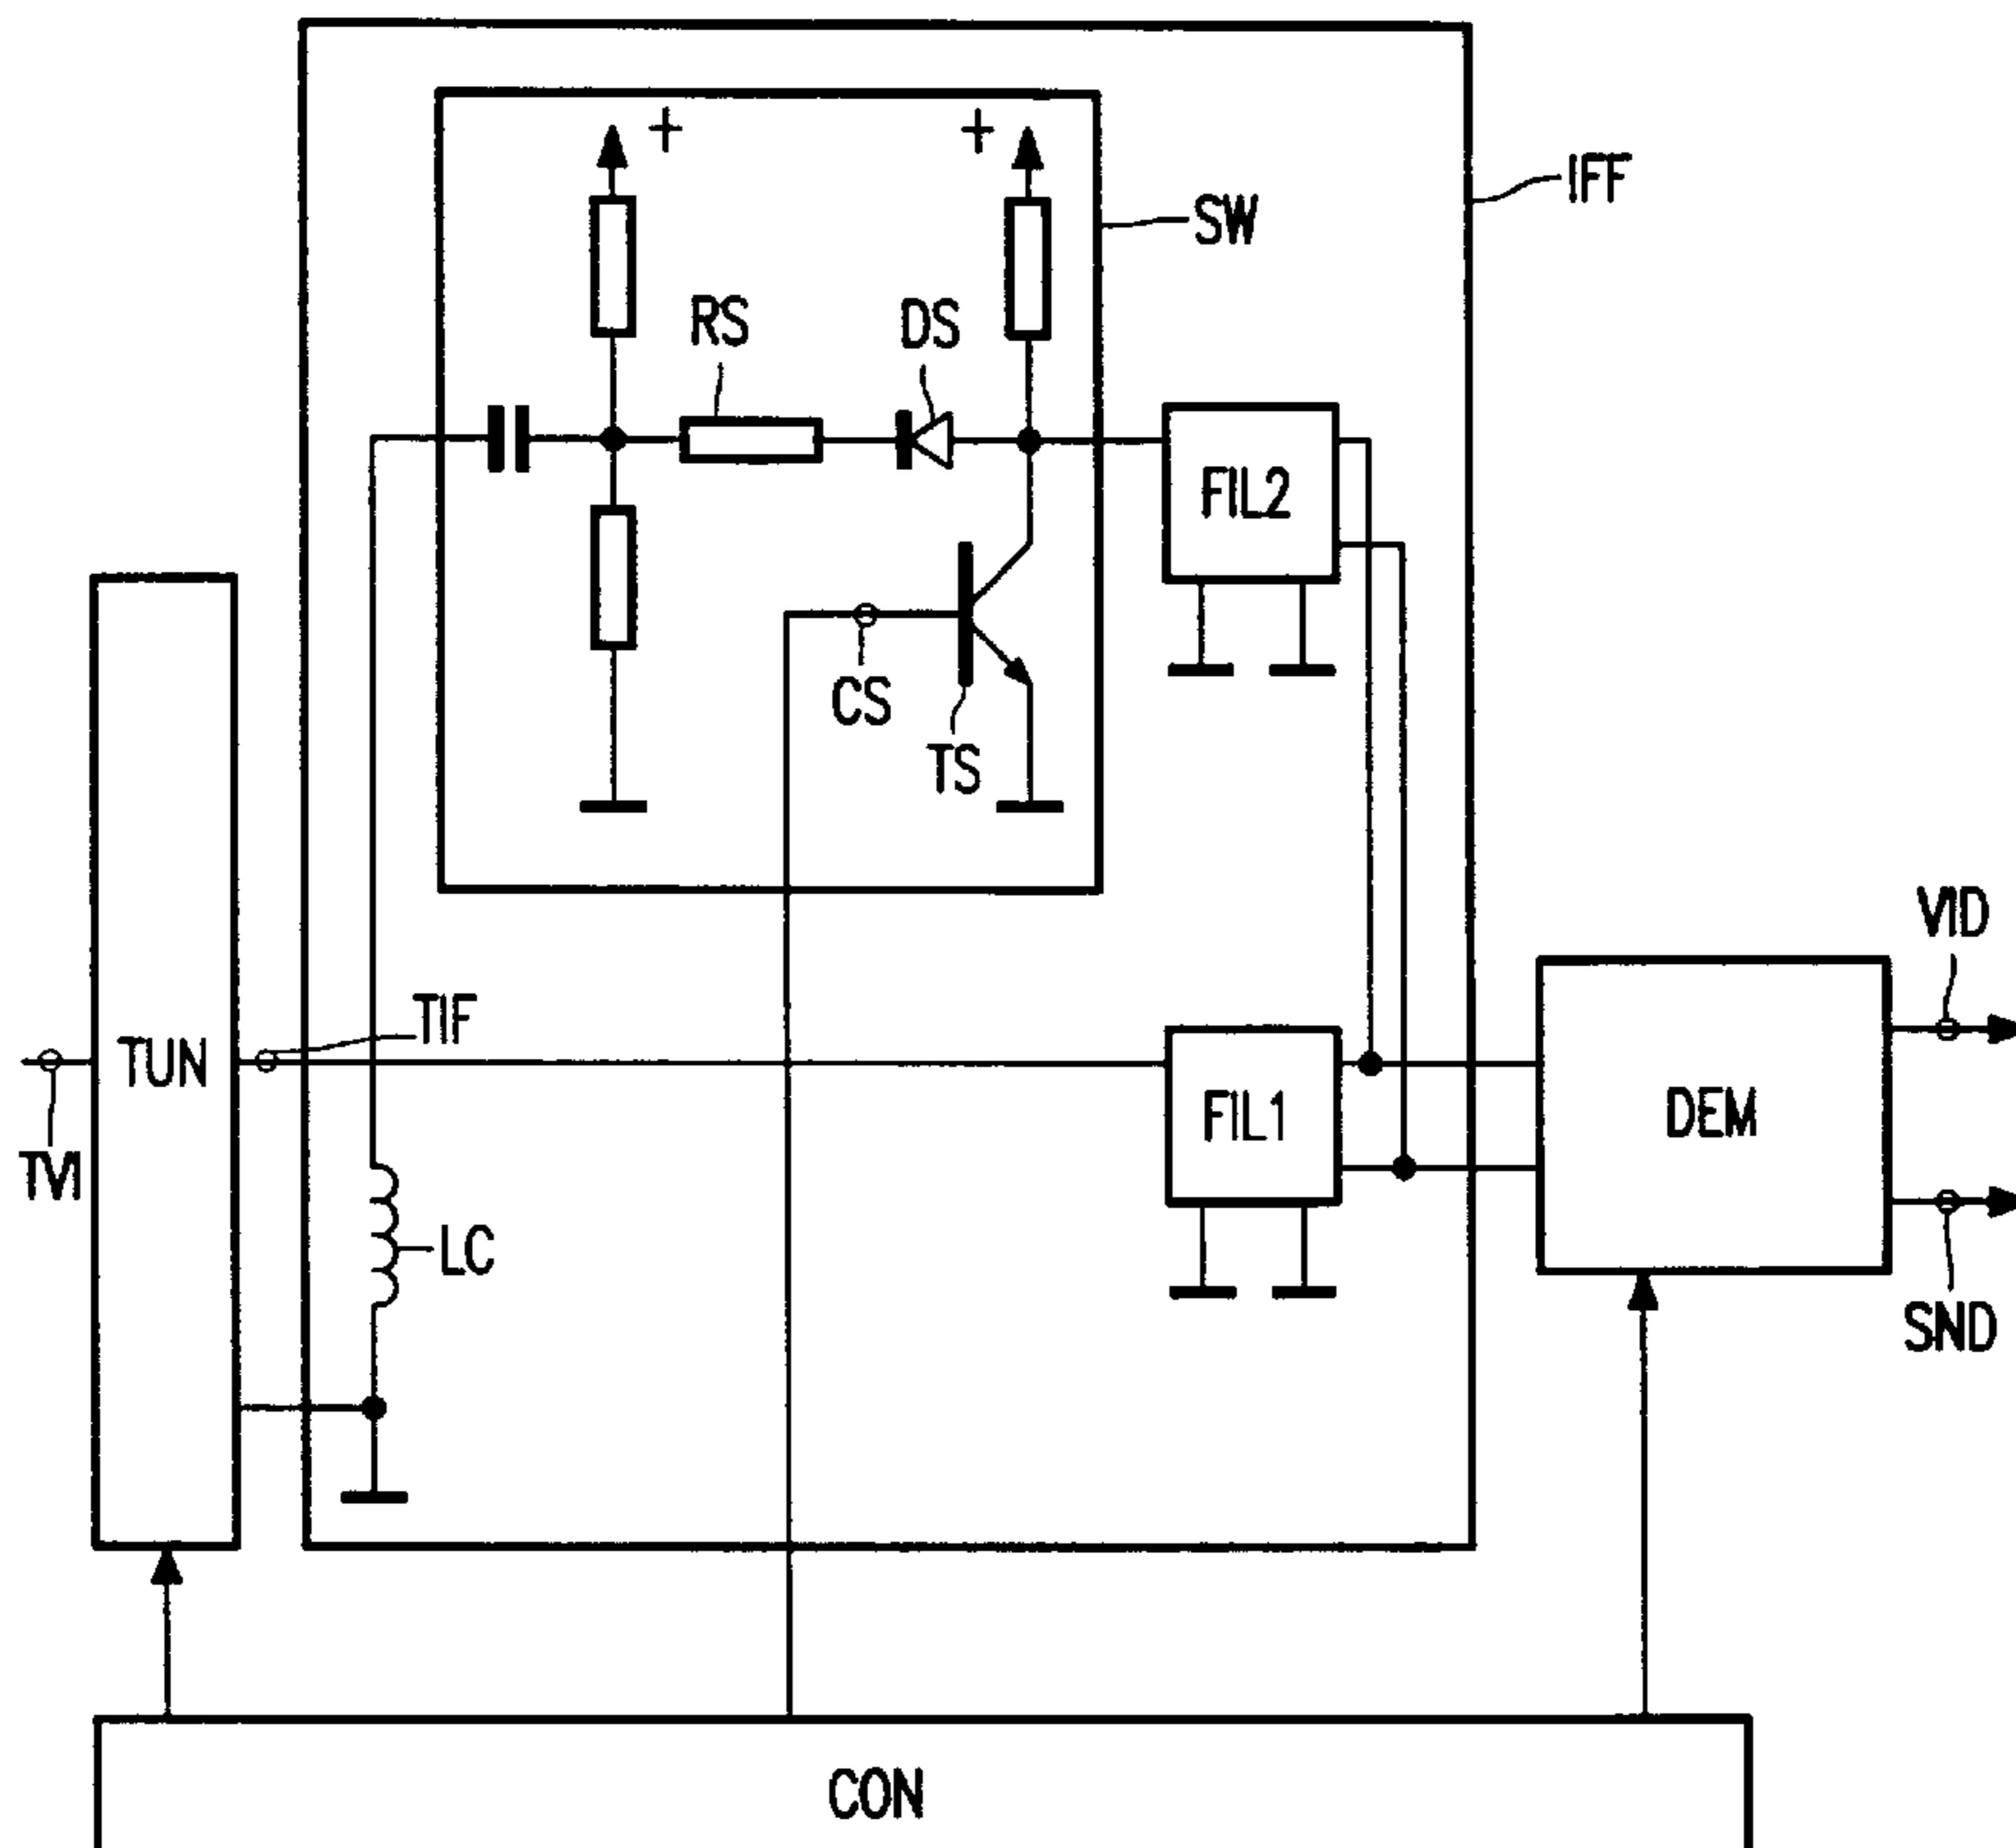 +
+
IFF
SW
RS
DS
FIL2
CS
TS
VID
TIF
TUN
FIL1
DEM
TVI
LC
SND
CON